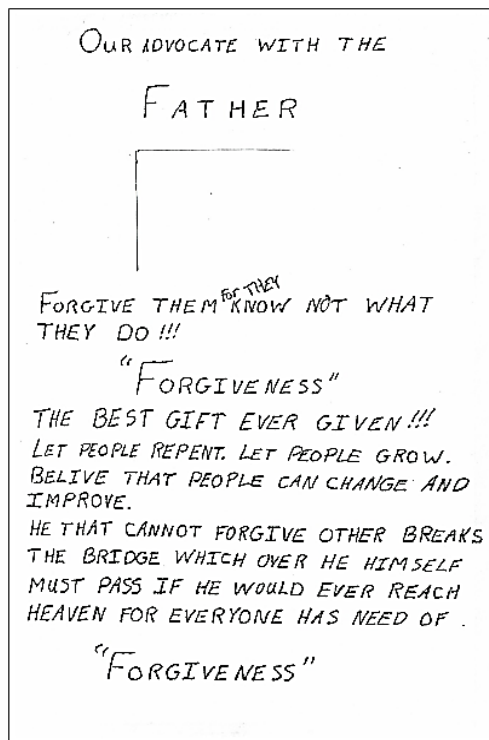 OUR ADVOCATE WITH THE
FATHER
FORGIVE THEM FOR THEY KNOW NOT WHAT
THEY DO!!!
"FORGIVENESS"
THE BEST GIFT EVER GIVEN!!!
LET PEOPLE REPENT. LET PEOPLE GROW.
BELIVE THAT PEOPLE CAN CHANGE AND
IMPROVE.
HE THAT CANNOT FORGIVE OTHER BREAKS
THE BRIDGE WHICH OVER HE HIMSELF
MUST PASS IF HE WOULD EVER REACH
HEAVEN FOR EVERYONE HAS NEED OF.
"FORGIVENESS"